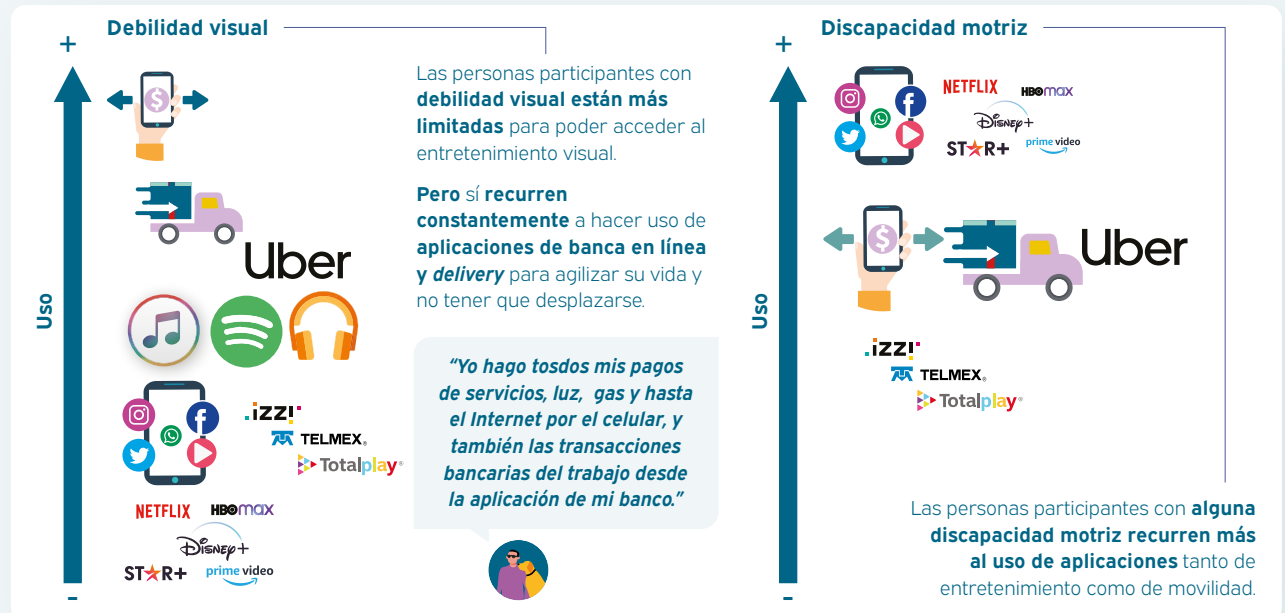 Debilidad visual
+
Uso
-
$
Uber
izz!
TELMEX®
Totalplay®
NETFLIX HBOmax
Disney+
ST★R+ prime video
Las personas participantes con
debilidad visual están más
limitadas para poder acceder al
entretenimiento visual.
Pero sí recurren
constantemente a hacer uso de
aplicaciones de banca en línea
y delivery para agilizar su vida y
no tener que desplazarse.
“Yo hago tosdos mis pagos
de servicios, luz, gas y hasta
el Internet por el celular, y
también las transacciones
bancarias del trabajo desde
la aplicación de mi banco.”
Discapacidad motriz
+
Uso
-
NETFLIX HBOmax
Disney+
ST★R+ prime video
$
Uber
izz!
TELMEX®
Totalplay®
Las personas participantes con alguna
discapacidad motriz recurren más
al uso de aplicaciones tanto de
entretenimiento como de movilidad.